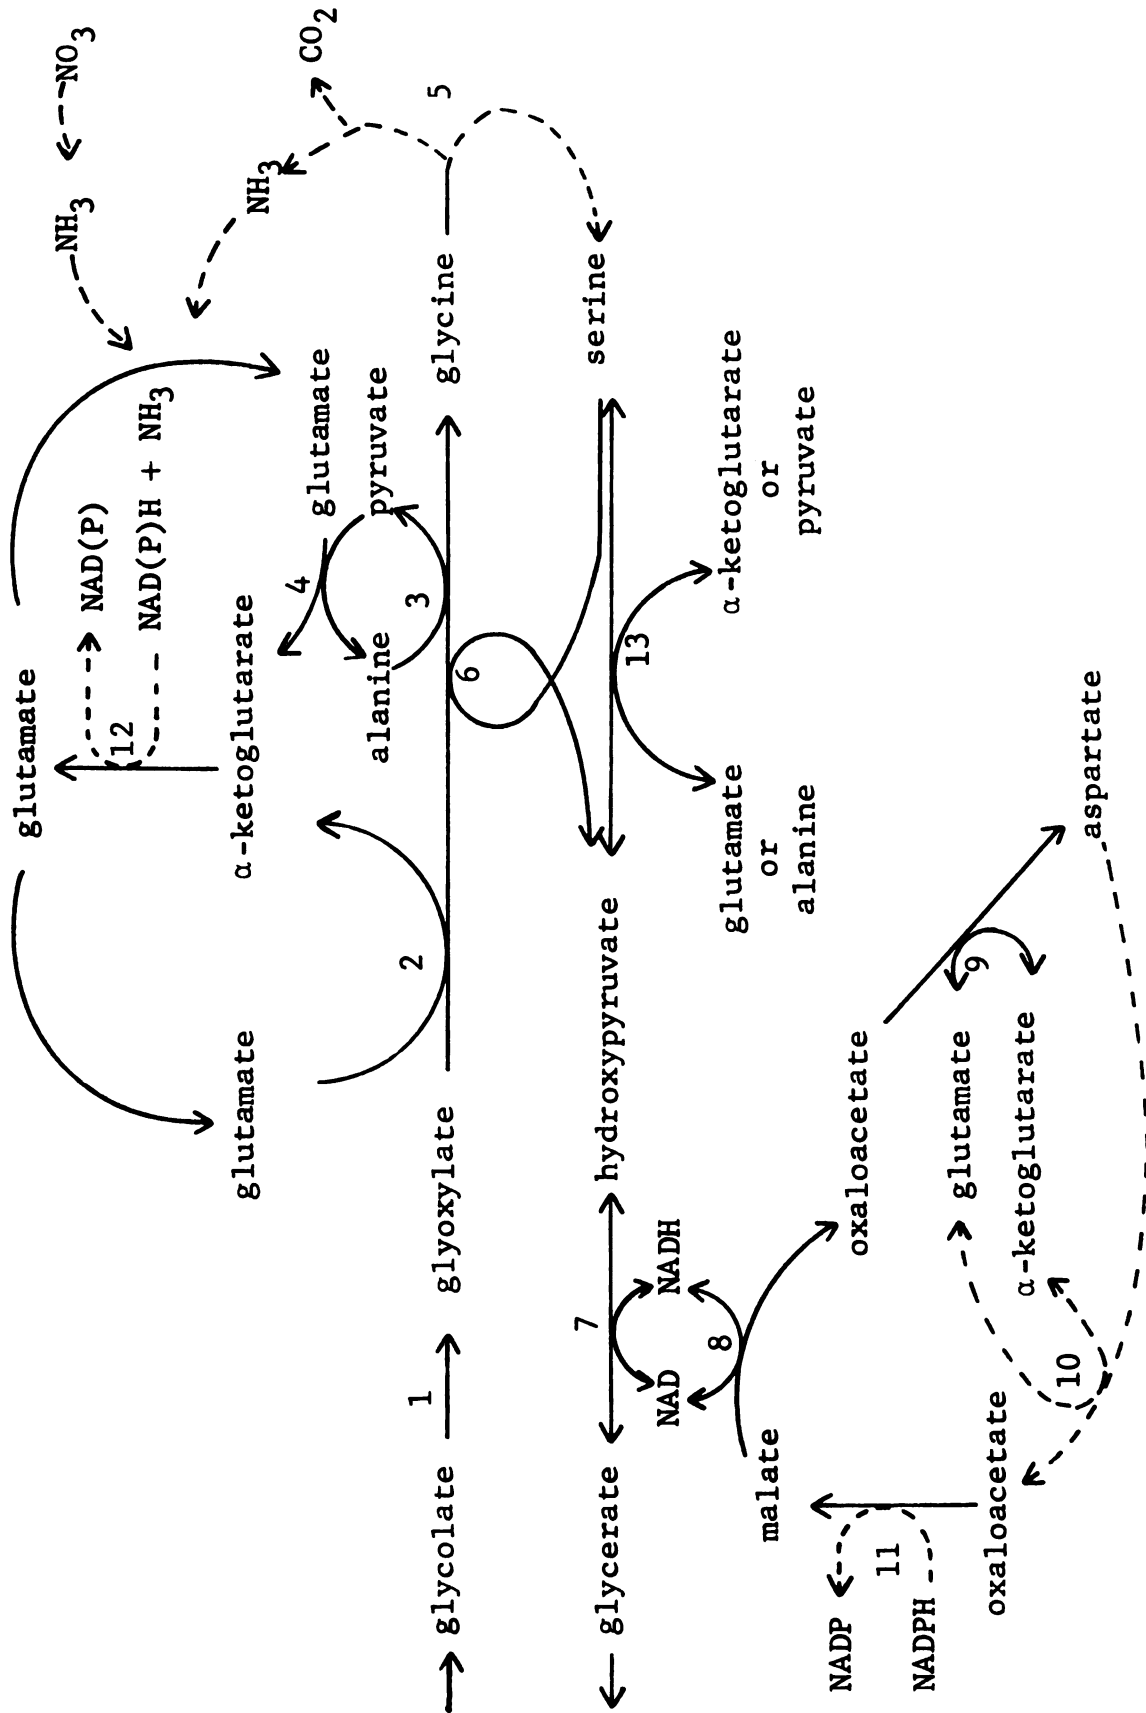 glutamate
NH3
NO3
12
NAD(P)
NAD(P)H + NH3
NH3
CO2
glutamate
α-ketoglutarate
4
glutamate
alanine
pyruvate
glycolate
1
glyoxylate
2
3
glycine
5
6
glycerate
7
hydroxypyruvate
serine
13
NAD
NADH
8
glutamate
or
alanine
α-ketoglutarate
or
pyruvate
malate
oxaloacetate
NADP
11
NADPH
9
glutamate
α-ketoglutarate
oxaloacetate
10
aspartate